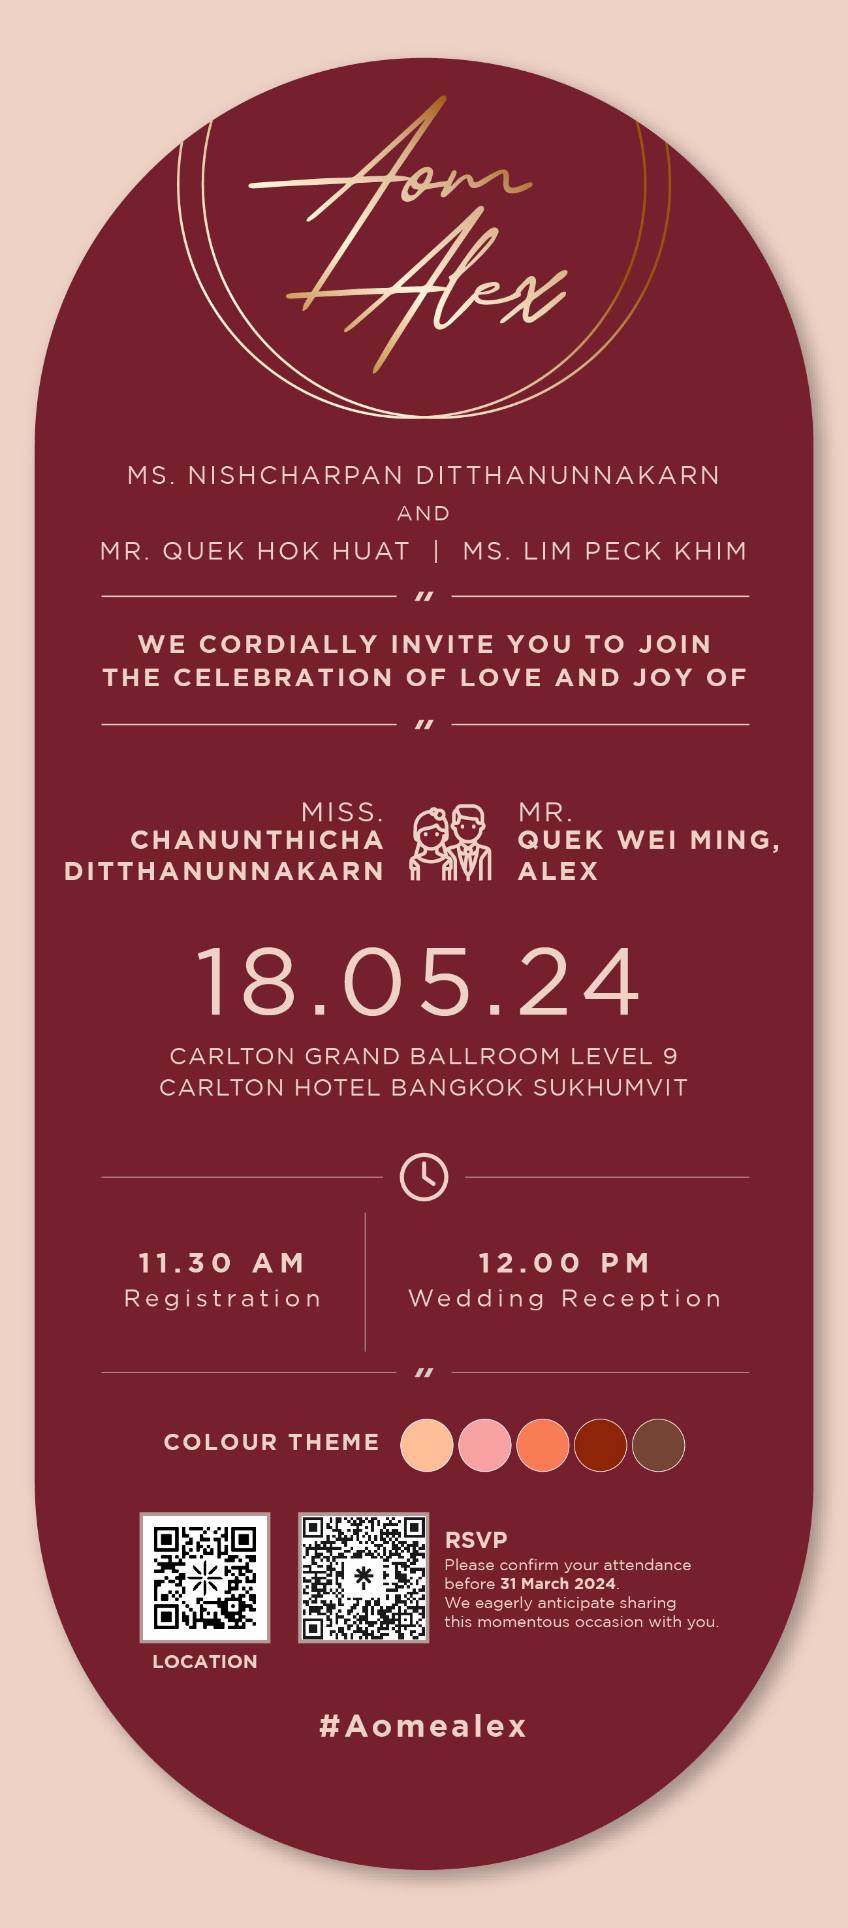 Aom
Alex
MS. NISHCHARPAN DITTHANUNNAKARN
AND
MR. QUEK HOK HUAT | MS. LIM PECK KHIM
WE CORDIALLY INVITE YOU TO JOIN
THE CELEBRATION OF LOVE AND JOY OF
MISS.
CHANUNTHICHA
DITTHANUNNAKARN
MR.
QUEK WEI MING,
ALEX
18.05.24
CARLTON GRAND BALLROOM LEVEL 9
CARLTON HOTEL BANGKOK SUKHUMVIT
11.30 AM
Registration
12.00 PM
Wedding Reception
COLOUR THEME
LOCATION
RSVP
Please confirm your attendance
before 31 March 2024.
We eagerly anticipate sharing
this momentous occasion with you.
#Aomealex